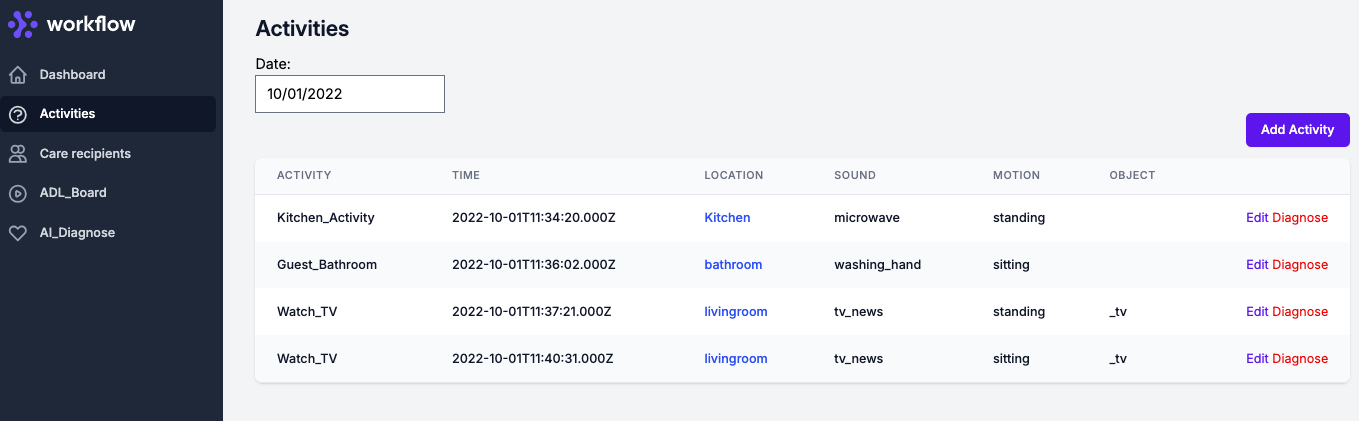 workflow
Dashboard
Activities
Care recipients
ADL_Board
AI_Diagnose
Activities
Date:
10/01/2022
Add Activity
ACTIVITY TIME LOCATION SOUND MOTION OBJECT
Kitchen_Activity 2022-10-01T11:34:20.000Z Kitchen microwave standing Edit Diagnose
Guest_Bathroom 2022-10-01T11:36:02.000Z bathroom washing_hand sitting Edit Diagnose
Watch_TV 2022-10-01T11:37:21.000Z livingroom tv_news standing _tv Edit Diagnose
Watch_TV 2022-10-01T11:40:31.000Z livingroom tv_news sitting _tv Edit Diagnose